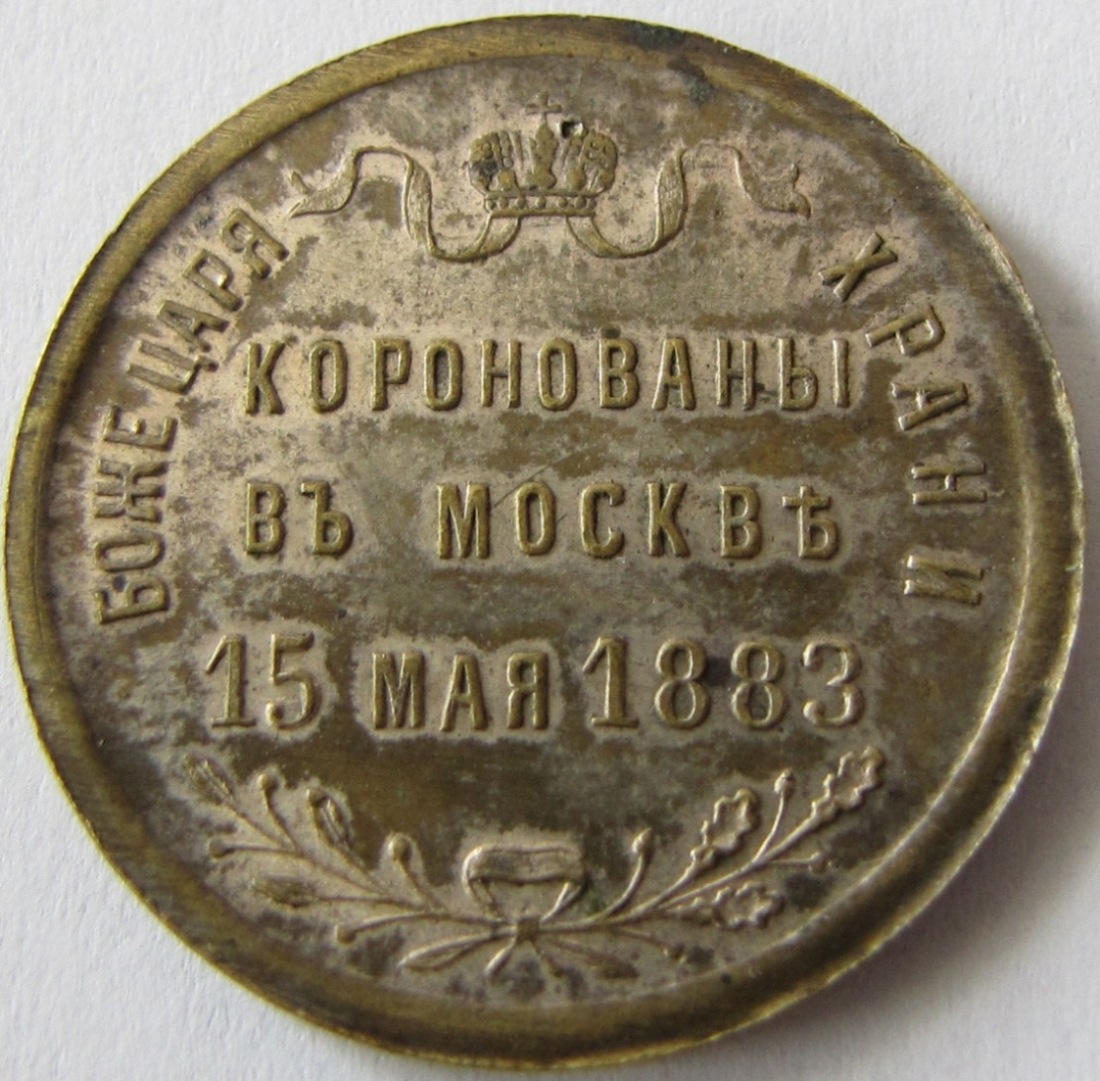 БОЖЕ ЦАРЯ ХРАНИ
КОРОНОВАНЫ
ВЪ МОСКВѢ
15 МАЯ 1883